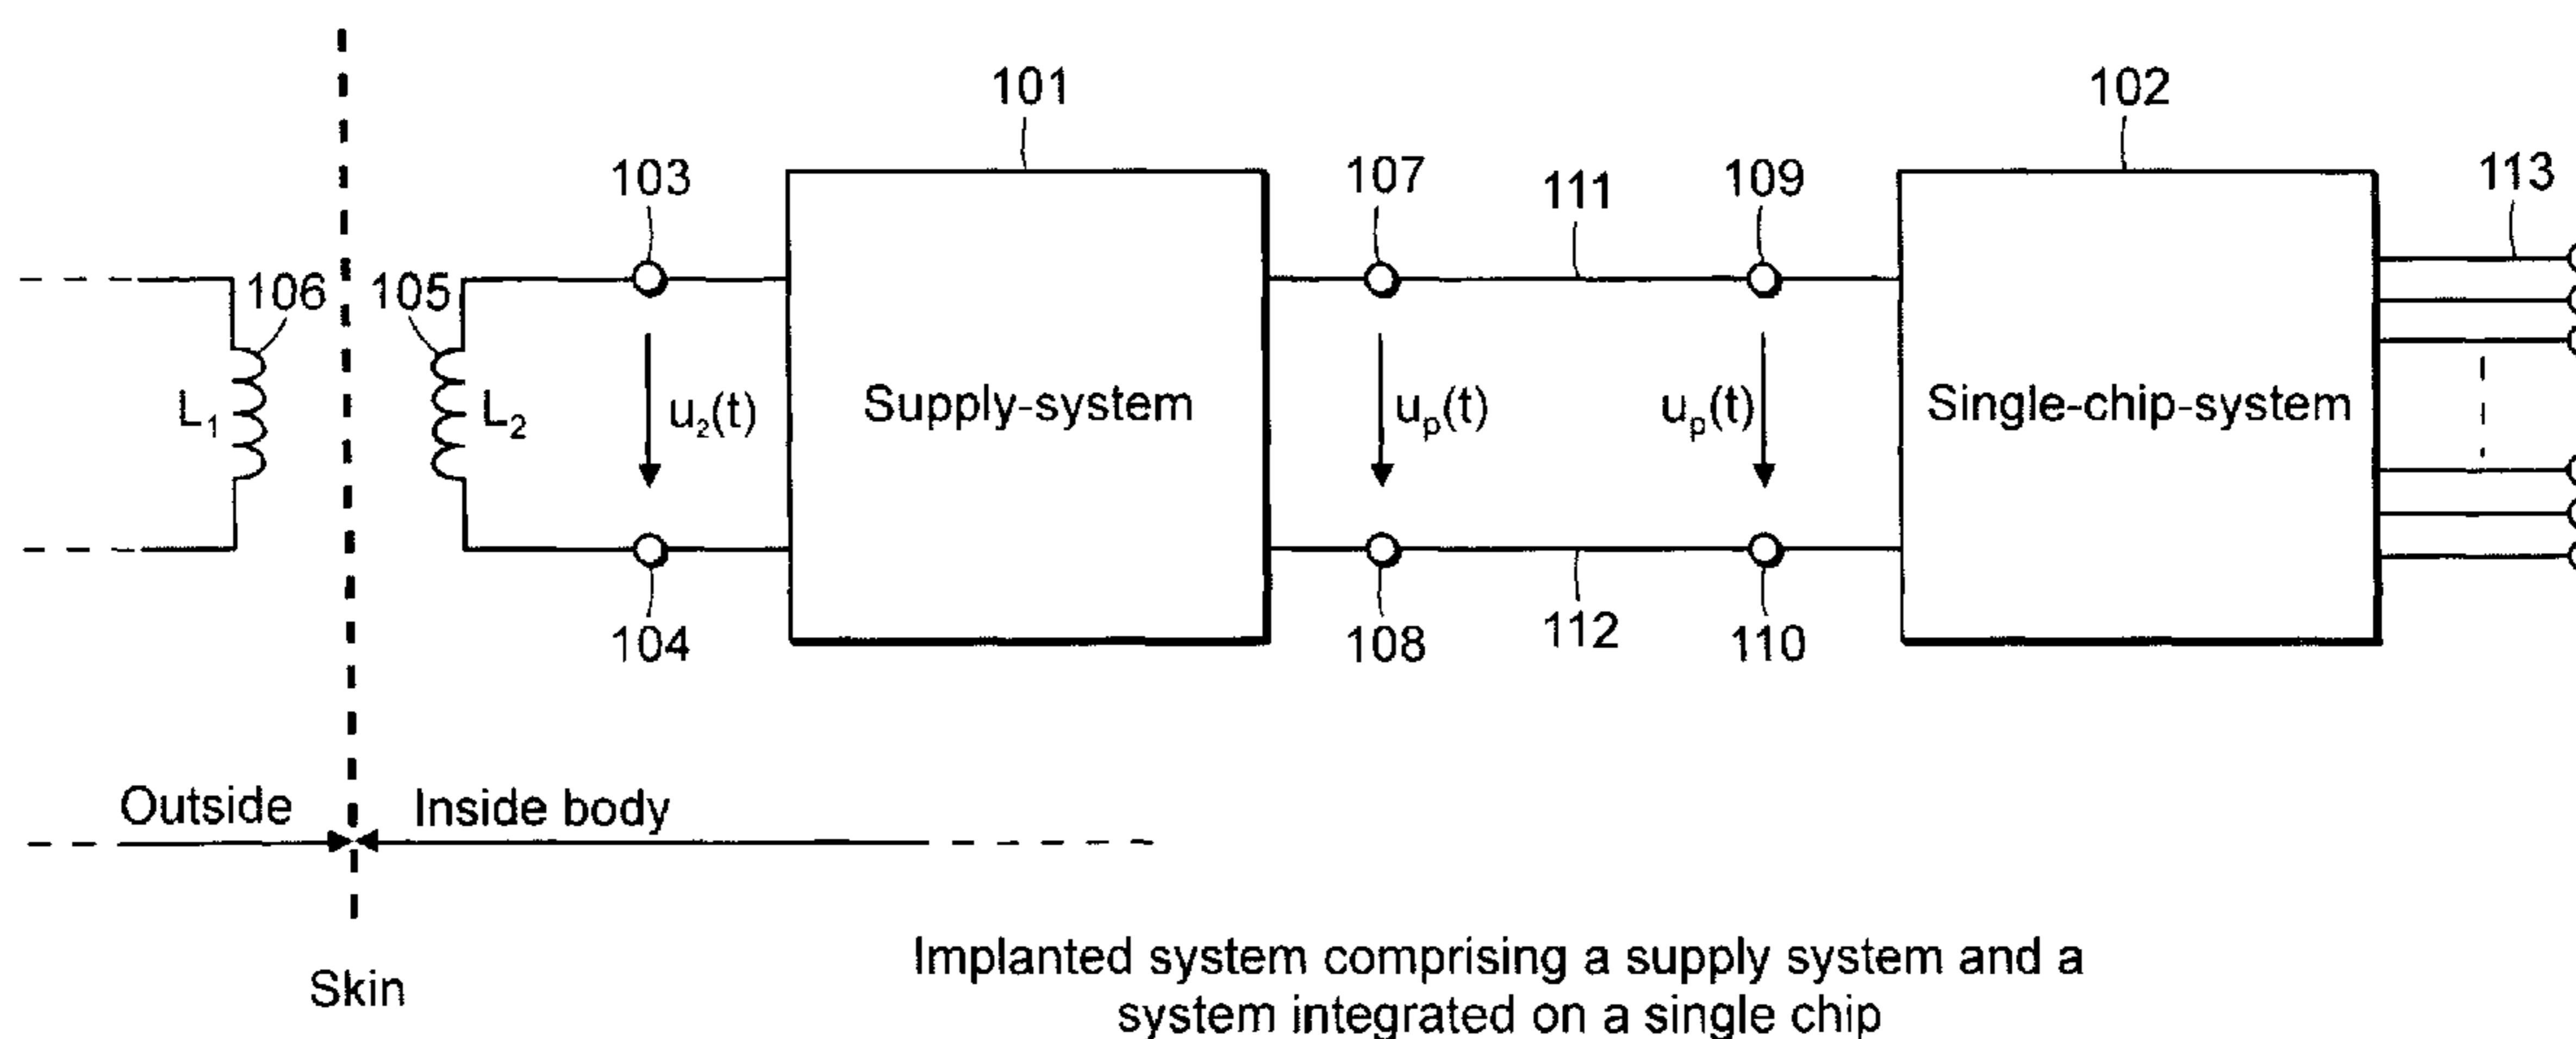 101
102
103
107
111
109
113
106
105
L1
L2
u2(t)
Supply-system
up(t)
up(t)
Single-chip-system
104
108
112
110
Outside
Inside body
Skin
Implanted system comprising a supply system and a
system integrated on a single chip